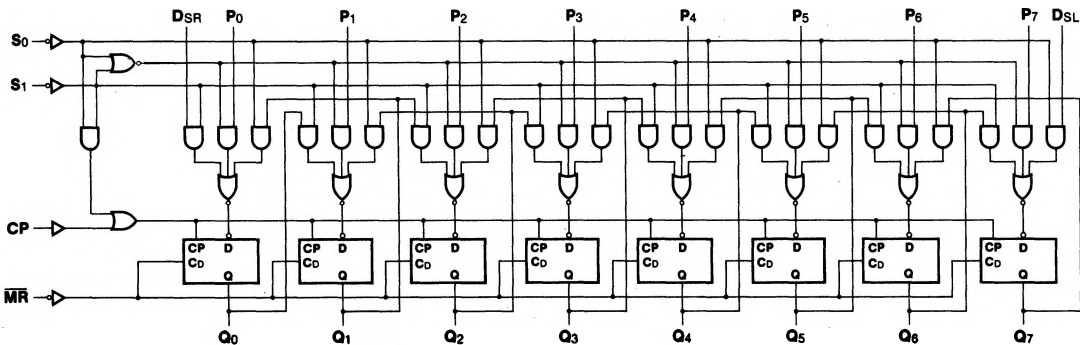 DSR P0 P1 P2 P3 P4 P5 P6 P7 DSL
S0
S1
CP
CP D CP D CP D CP D CP D CP D CP D CP D
CD CD CD CD CD CD CD CD
Q Q Q Q Q Q Q Q
MR
Q0 Q1 Q2 Q3 Q4 Q5 Q6 Q7